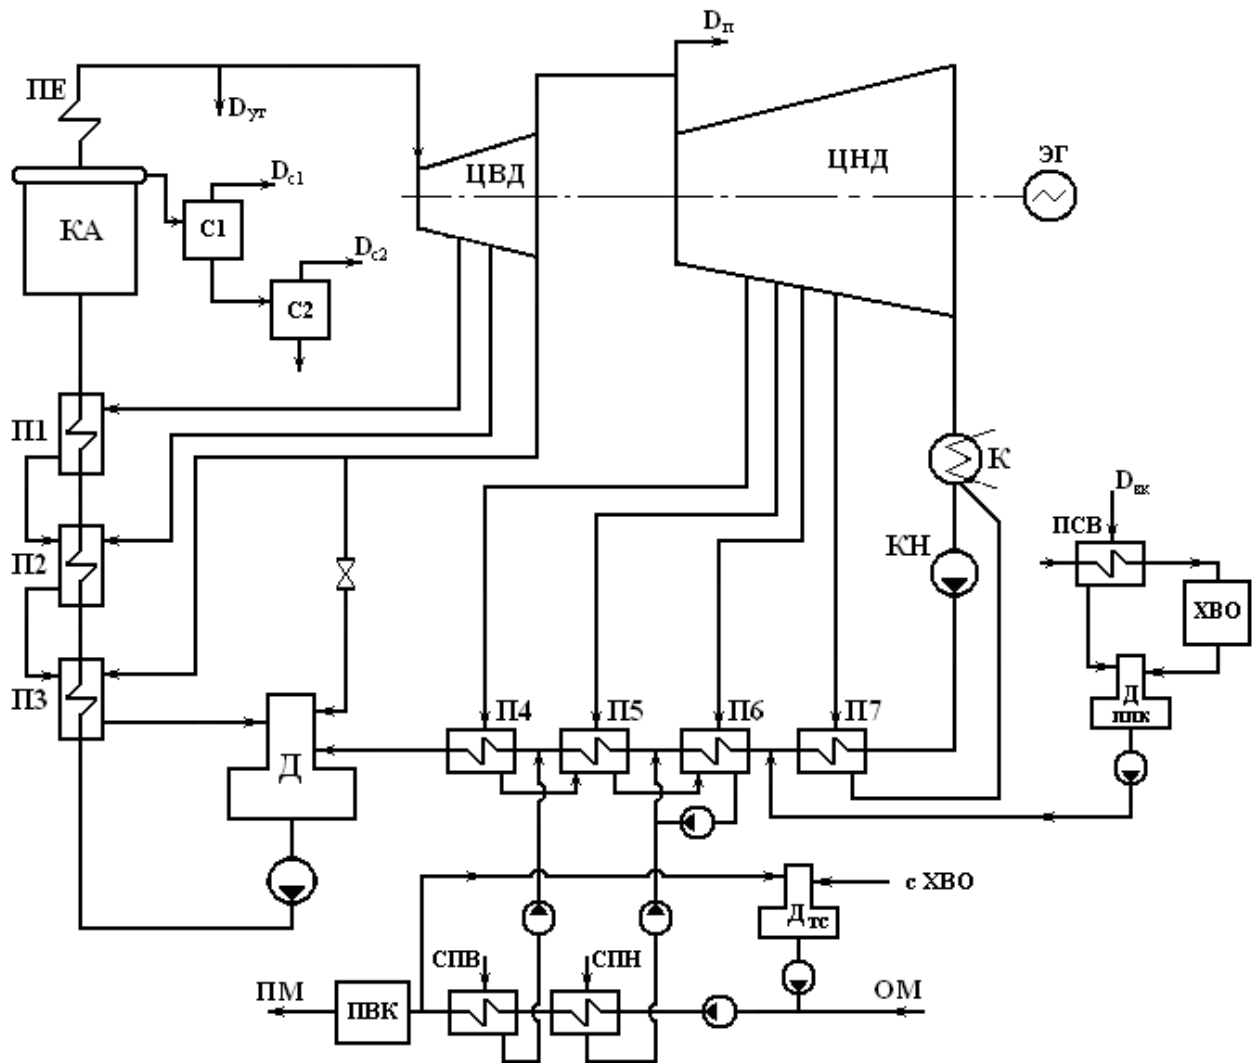 Dп
ПЕ
Dут
ЭГ
ЦВД
ЦНД
Dс1
КА
С1
Dс2
С2
П1
К
Dвк
ПСВ
КН
П2
ХВО
П3
П4
П5
П6
П7
Д
ппк
Д
с ХВО
Дтс
СПВ
СПН
ПМ
ПВК
ОМ